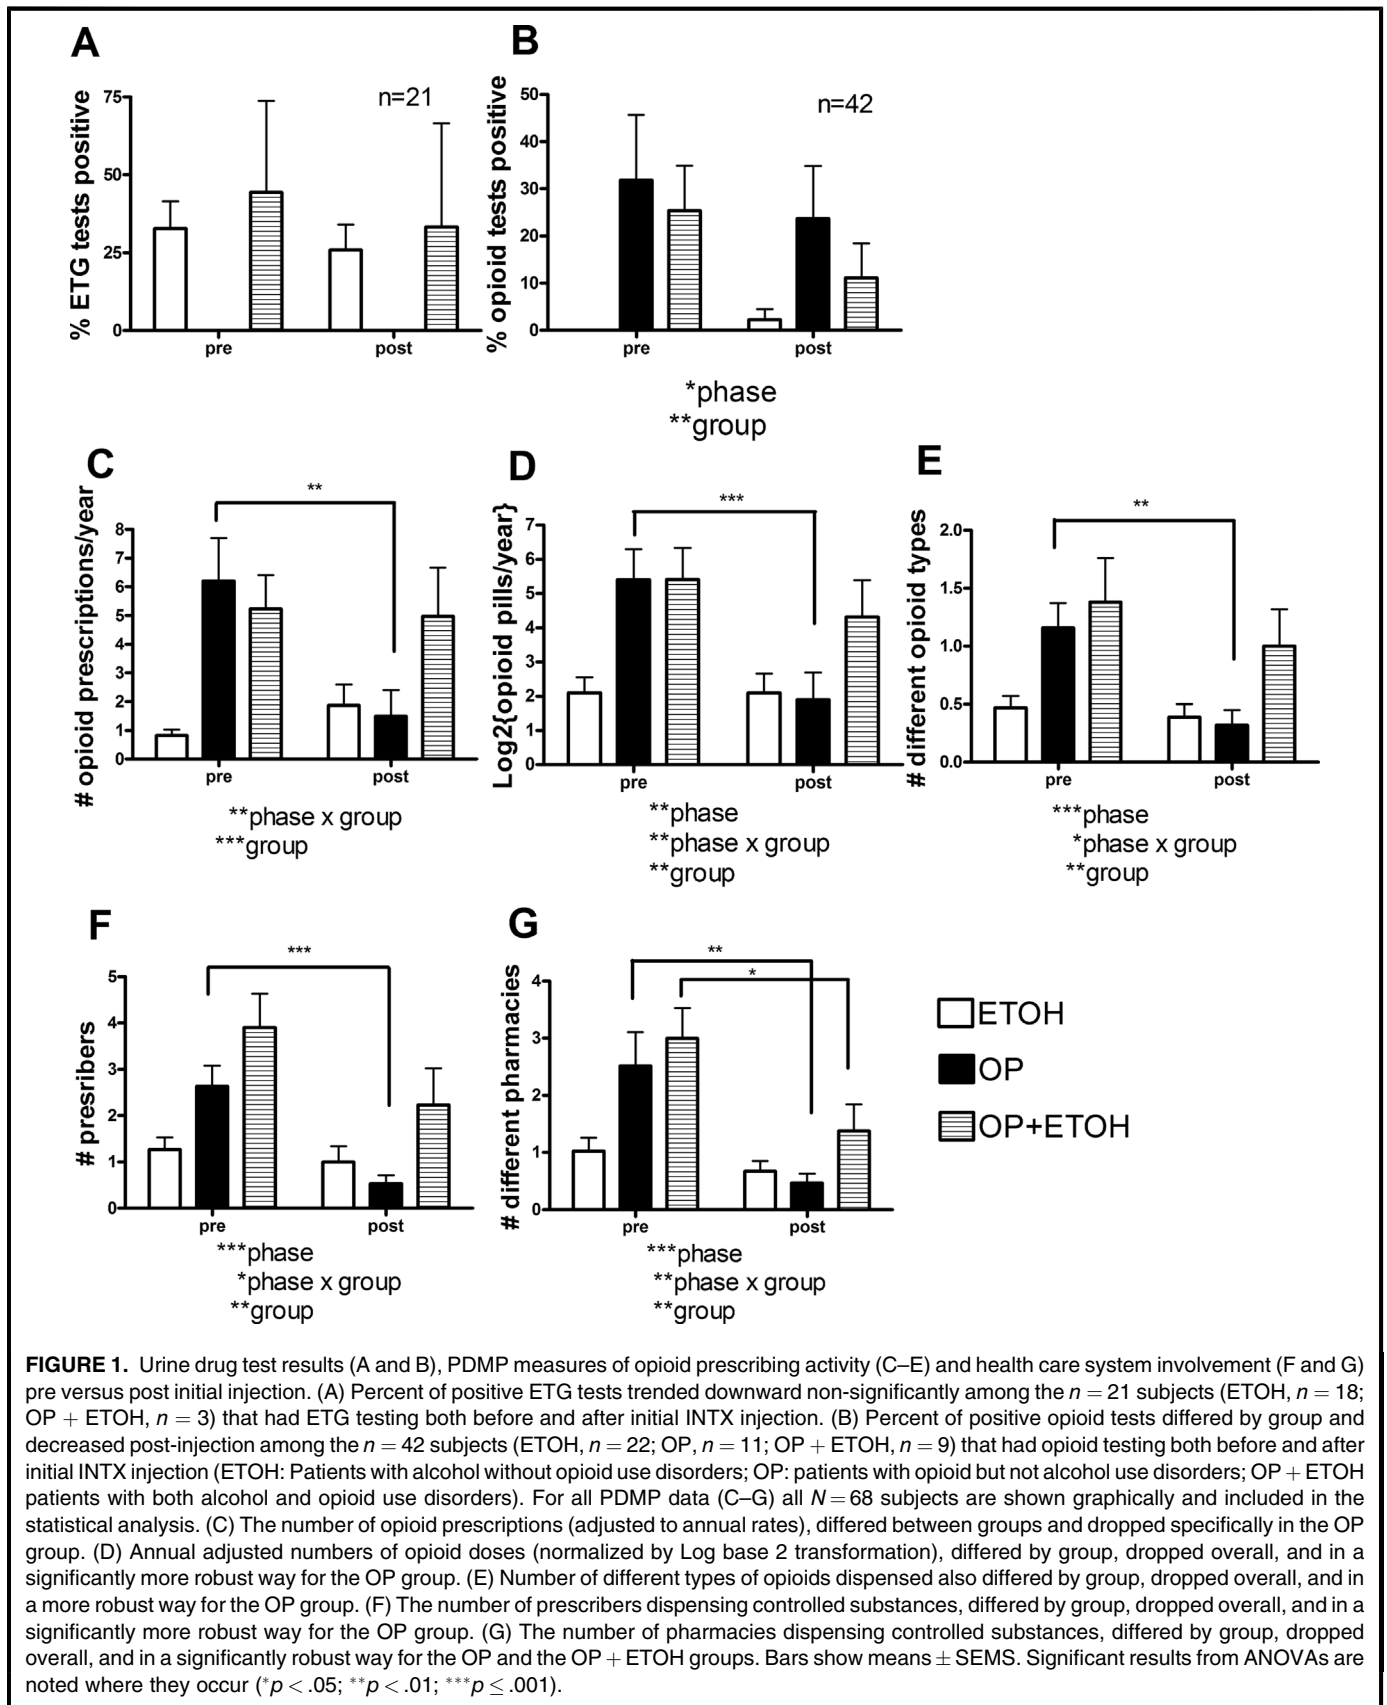 A
B
% ETG tests positive
75
50
25
0
n=21
pre
post
% opioid tests positive
50
40
30
20
10
0
n=42
pre
post
*phase
**group
C
D
E
# opioid prescriptions/year
8
7
6
5
4
3
2
1
0
**
pre
post
**phase x group
***group
Log2{opioid pills/year}
7
6
5
4
3
2
1
0
***
pre
post
**phase
**phase x group
**group
# different opioid types
2.0
1.5
1.0
0.5
0.0
**
pre
post
***phase
*phase x group
**group
F
G
# presribers
5
4
3
2
1
0
***
pre
post
***phase
*phase x group
**group
# different pharmacies
4
3
2
1
0
**
*
pre
post
***phase
**phase x group
**group
ETOH
OP
OP+ETOH
FIGURE 1. Urine drug test results (A and B), PDMP measures of opioid prescribing activity (C–E) and health care system involvement (F and G)
pre versus post initial injection. (A) Percent of positive ETG tests trended downward non-significantly among the n = 21 subjects (ETOH, n = 18;
OP + ETOH, n = 3) that had ETG testing both before and after initial INTX injection. (B) Percent of positive opioid tests differed by group and
decreased post-injection among the n = 42 subjects (ETOH, n = 22; OP, n = 11; OP + ETOH, n = 9) that had opioid testing both before and after
initial INTX injection (ETOH: Patients with alcohol without opioid use disorders; OP: patients with opioid but not alcohol use disorders; OP + ETOH
patients with both alcohol and opioid use disorders). For all PDMP data (C–G) all N = 68 subjects are shown graphically and included in the
statistical analysis. (C) The number of opioid prescriptions (adjusted to annual rates), differed between groups and dropped specifically in the OP
group. (D) Annual adjusted numbers of opioid doses (normalized by Log base 2 transformation), differed by group, dropped overall, and in a
significantly more robust way for the OP group. (E) Number of different types of opioids dispensed also differed by group, dropped overall, and in
a more robust way for the OP group. (F) The number of prescribers dispensing controlled substances, differed by group, dropped overall, and in a
significantly more robust way for the OP group. (G) The number of pharmacies dispensing controlled substances, differed by group, dropped
overall, and in a significantly robust way for the OP and the OP + ETOH groups. Bars show means ± SEMS. Significant results from ANOVAs are
noted where they occur (*p < .05; **p < .01; ***p ≤ .001).